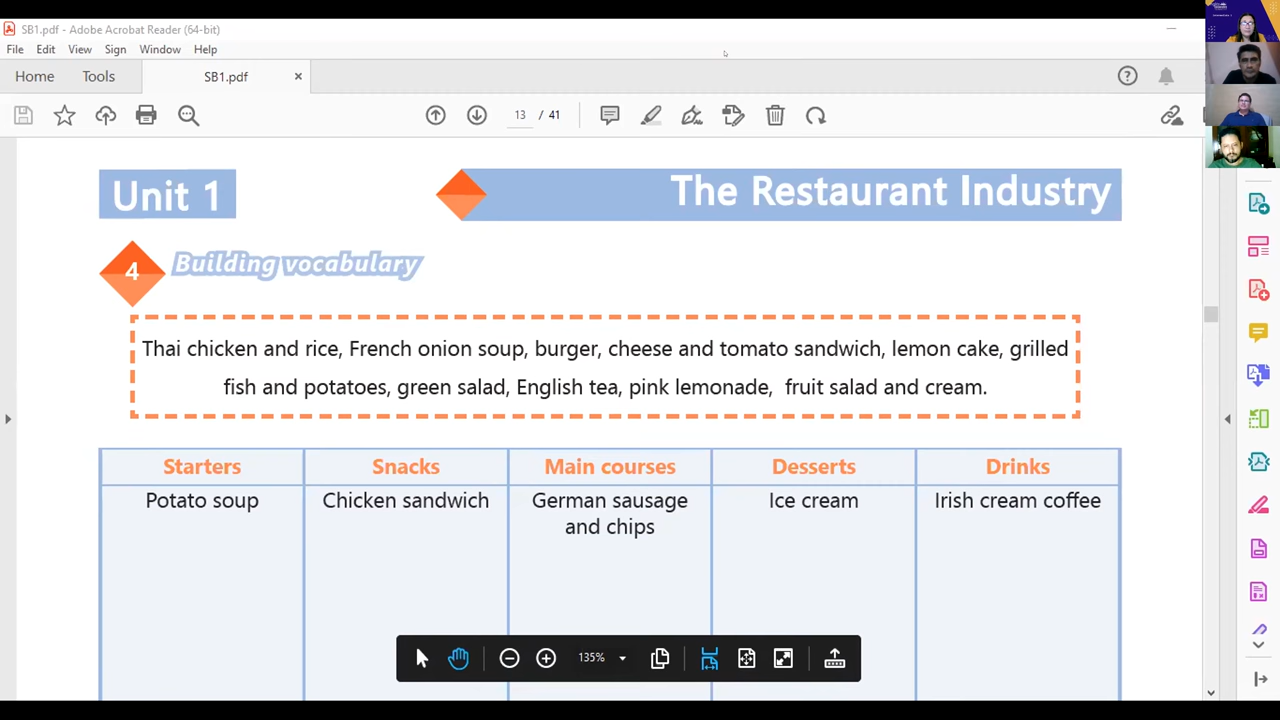 SB1.pdf - Adobe Acrobat Reader (64-bit)
File Edit View Sign Window Help
Home Tools SB1.pdf
13 / 41
Unit 1
The Restaurant Industry
4 Building vocabulary
Thai chicken and rice, French onion soup, burger, cheese and tomato sandwich, lemon cake, grilled
fish and potatoes, green salad, English tea, pink lemonade, fruit salad and cream.
Starters Snacks Main courses Desserts Drinks
Potato soup Chicken sandwich German sausage Ice cream Irish cream coffee
and chips
135%